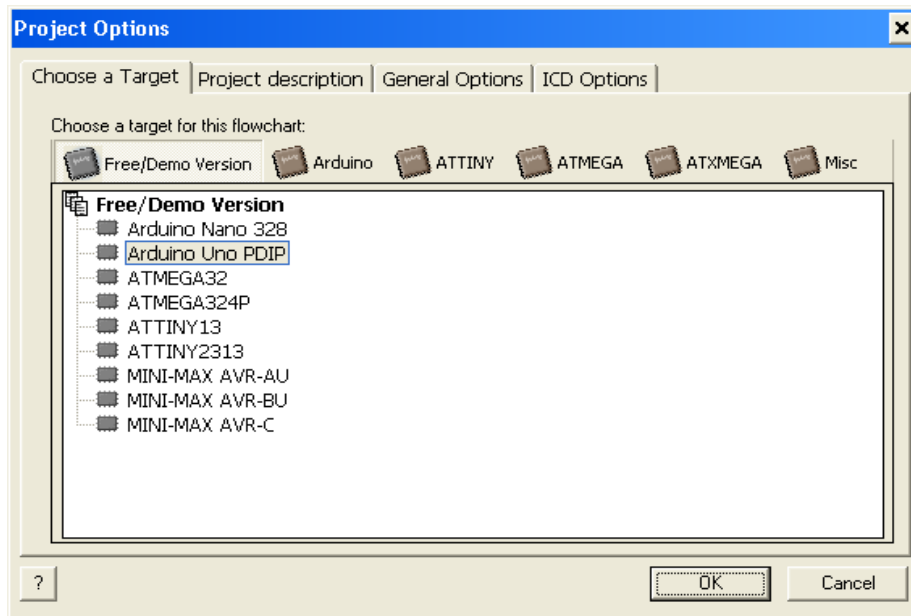 Project Options
Choose a Target Project description General Options ICD Options
Choose a target for this flowchart:
Free/Demo Version Arduino ATTINY ATMEGA ATXMEGA Misc
Free/Demo Version
Arduino Nano 328
Arduino Uno PDIP
ATMEGA32
ATMEGA324P
ATTINY13
ATTINY2313
MINI-MAX AVR-AU
MINI-MAX AVR-BU
MINI-MAX AVR-C
? OK Cancel